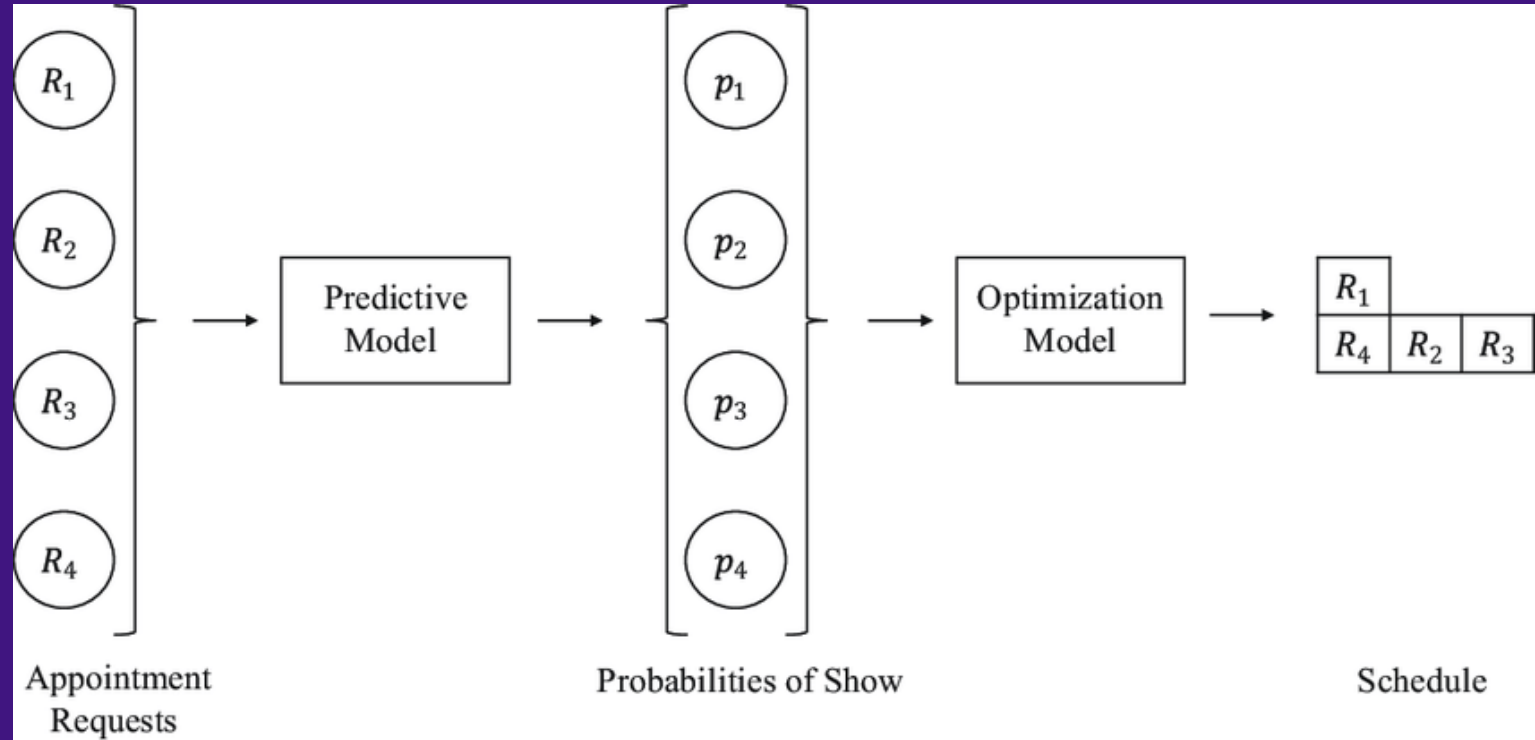 R₁
R₂
R₃
R₄
Appointment
Requests
Predictive
Model
p₁
p₂
p₃
p₄
Probabilities of Show
Optimization
Model
R₁
R₄ R₂ R₃
Schedule